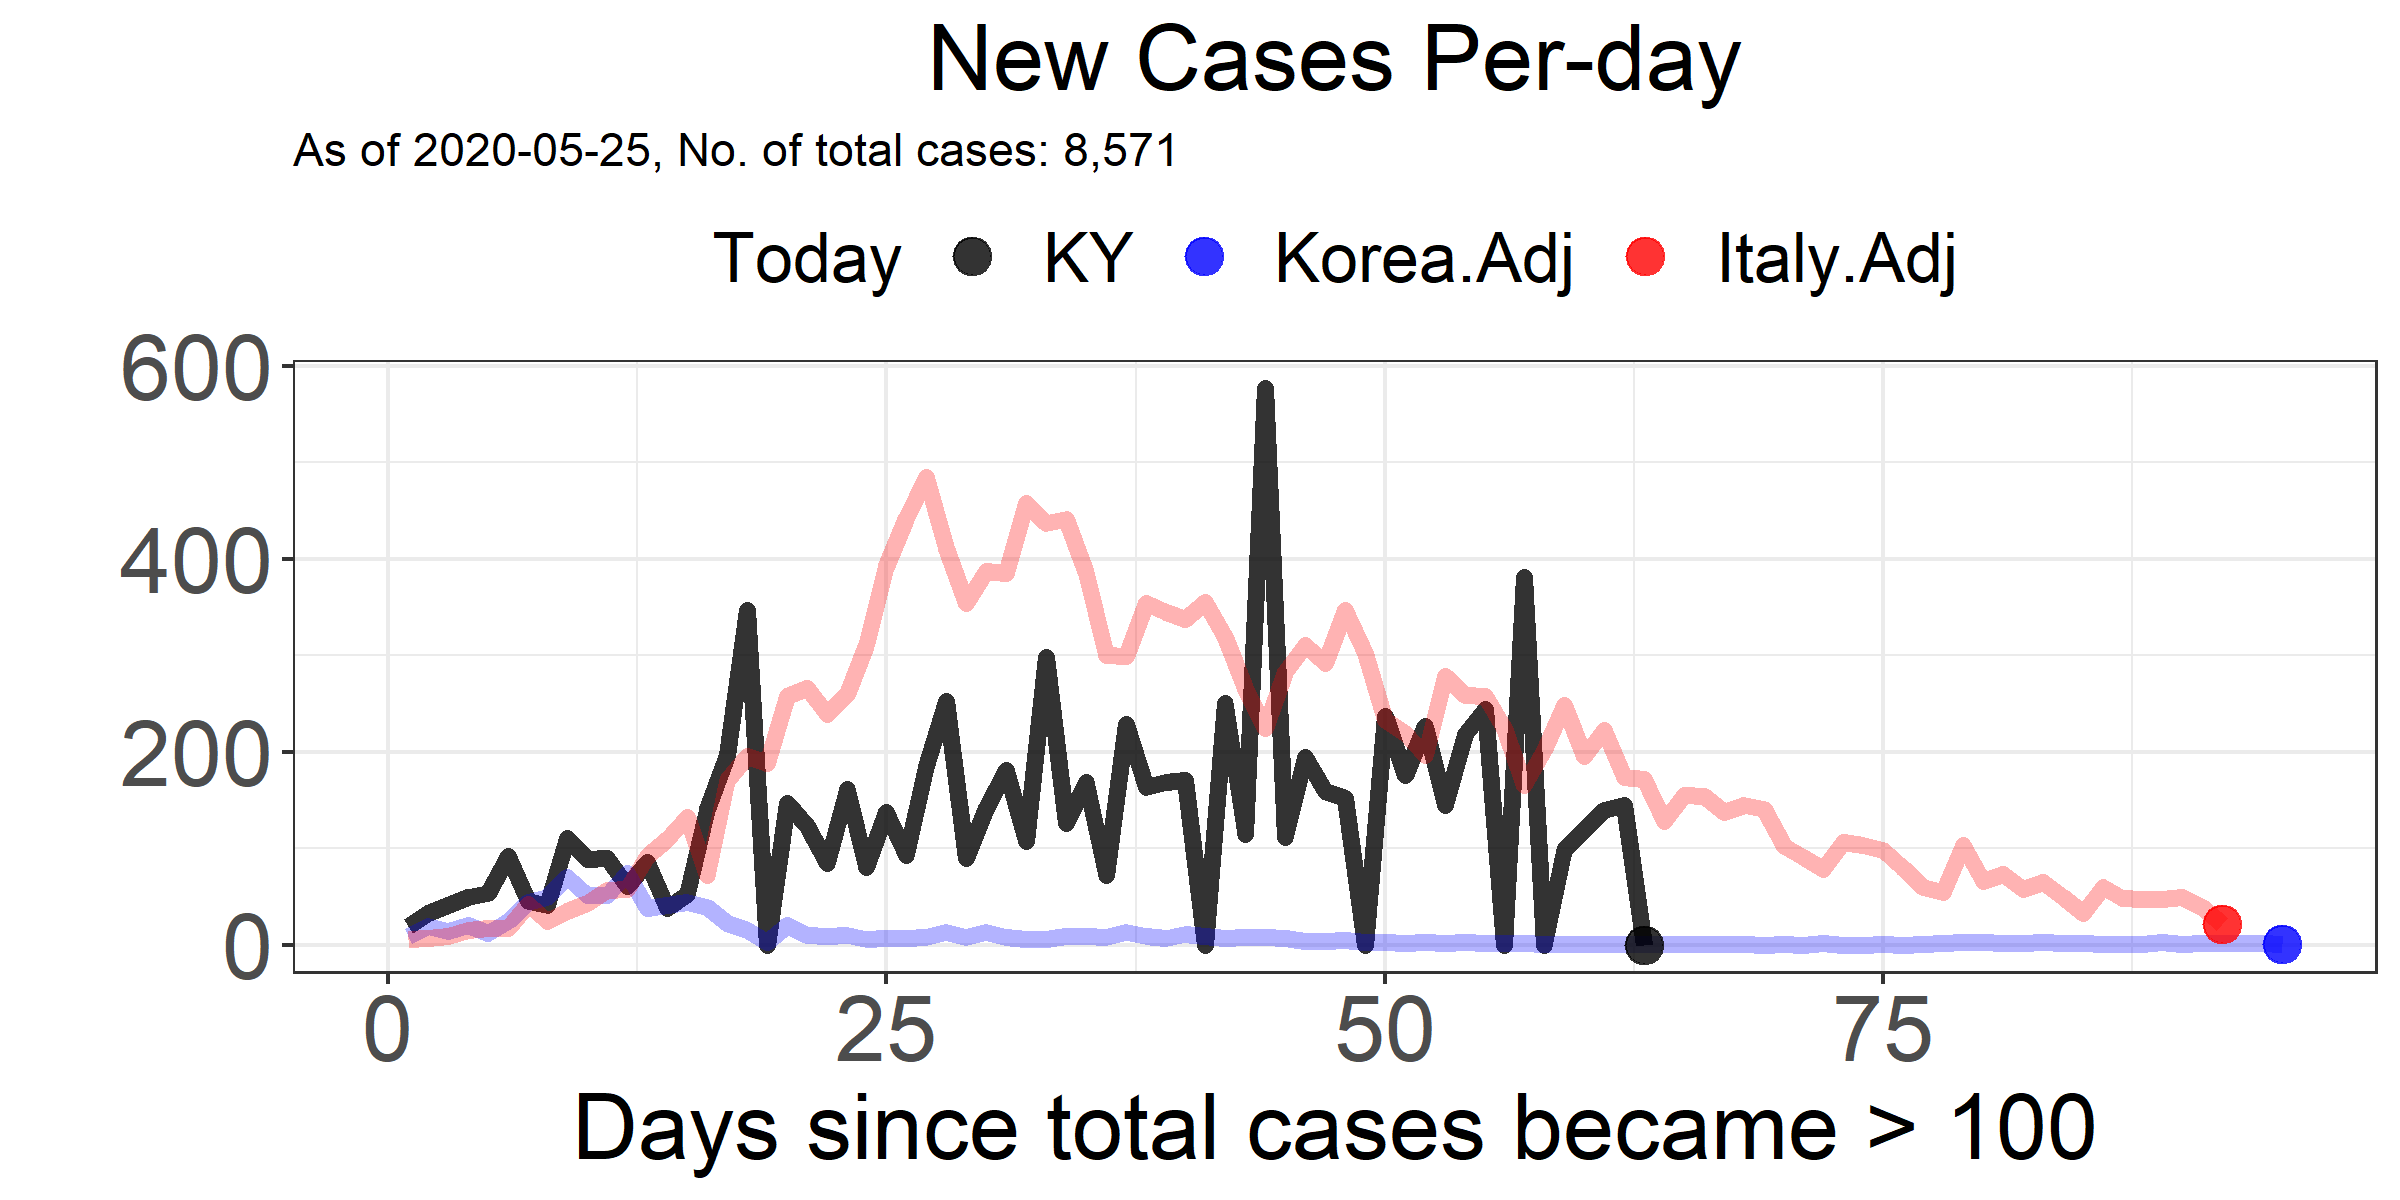 New Cases Per-day
As of 2020-05-25, No. of total cases: 8,571
Today KY Korea.Adj Italy.Adj
600
400
200
0
0 25 50 75
Days since total cases became > 100